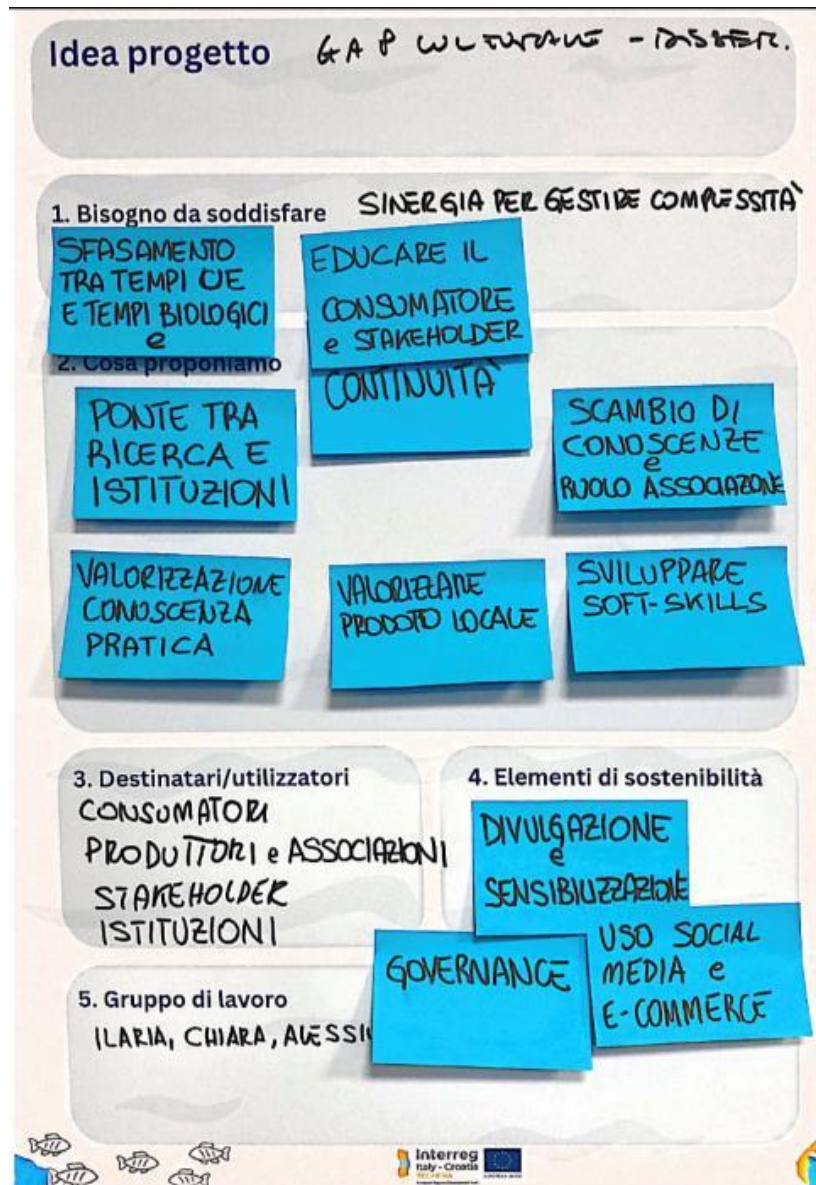 Idea progetto GAP CULTURALE -
1. Bisogno da soddisfare SINERGIA PER GESTIRE COMPLESSITÀ
SFASAMENTO
TRA TEMPI UE
E TEMPI BIOLOGICI
e
EDUCARE IL
CONSUMATORE
e STAKEHOLDER
2. Cosa proponiamo
CONTINUITÀ
PONTE TRA
RICERCA E
ISTITUZIONI
SCAMBIO DI
CONOSCENZE
e
RUOLO ASSOCIAZONE
VALORIZZAZIONE
CONOSCENZA
PRATICA
VALORIZZARE
PRODOTO LOCALE
SVILUPPARE
SOFT-SKILLS
3. Destinatari/utilizzatori
CONSUMATORI
PRODUTTORI e ASSOCIAZIONI
STAKEHOLDER
ISTITUZIONI
4. Elementi di sostenibilità
DIVULGAZIONE
e
SENSIBILIZZAZIONE
GOVERNANCE
USO SOCIAL
MEDIA e
E-COMMERCE
5. Gruppo di lavoro
ILARIA, CHIARA, ALESSI
Interreg
Italy - Croatia